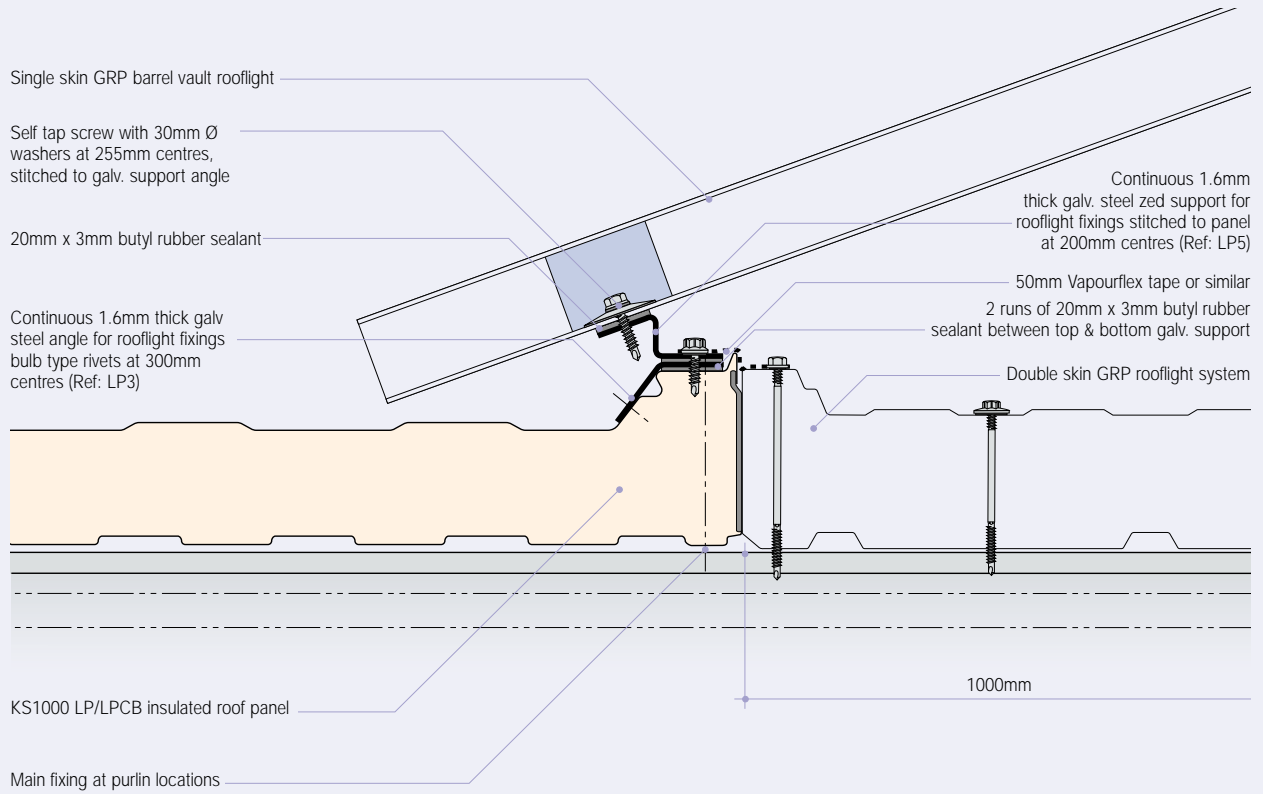 Single skin GRP barrel vault rooflight
Self tap screw with 30mm Ø
washers at 255mm centres,
stitched to galv. support angle
20mm x 3mm butyl rubber sealant
Continuous 1.6mm thick galv
steel angle for rooflight fixings
bulb type rivets at 300mm
centres (Ref: LP3)
Continuous 1.6mm
thick galv. steel zed support for
rooflight fixings stitched to panel
at 200mm centres (Ref: LP5)
50mm Vapourflex tape or similar
2 runs of 20mm x 3mm butyl rubber
sealant between top & bottom galv. support
Double skin GRP rooflight system
1000mm
KS1000 LP/LPCB insulated roof panel
Main fixing at purlin locations